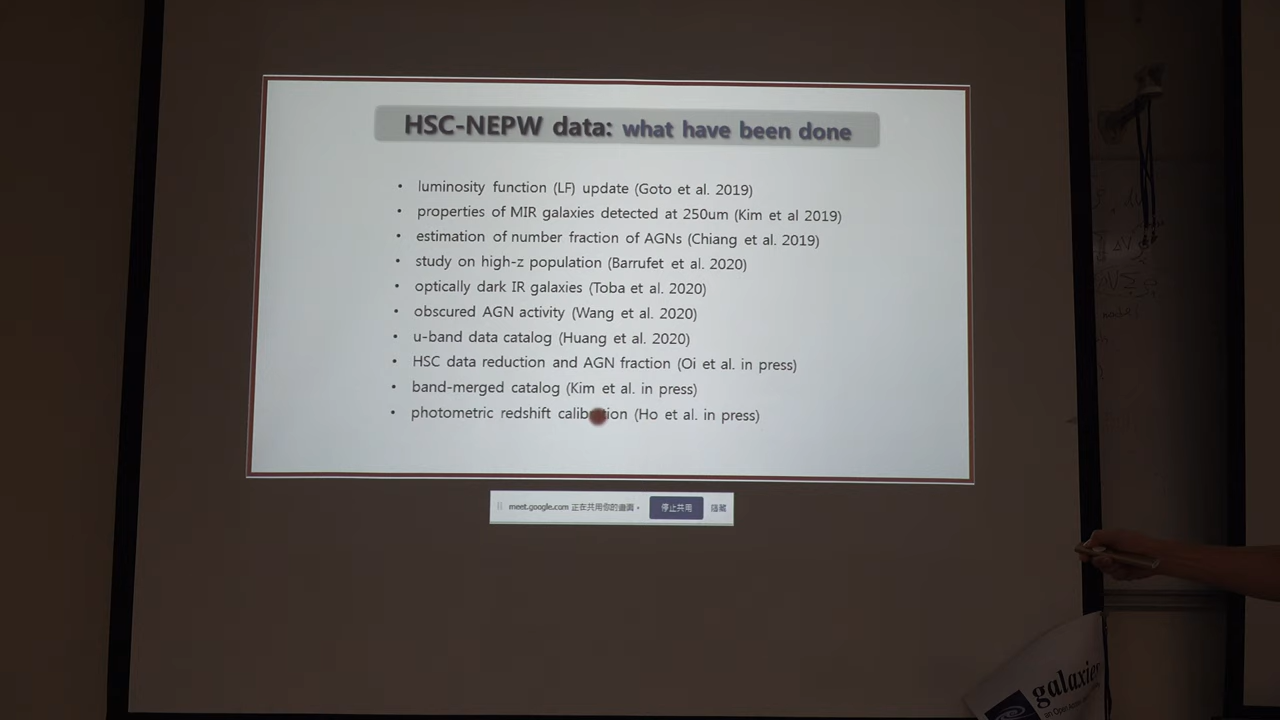 HSC-NEPW data: what have been done
• luminosity function (LF) update (Goto et al. 2019)
• properties of MIR galaxies detected at 250um (Kim et al 2019)
• estimation of number fraction of AGNs (Chiang et al. 2019)
• study on high-z population (Barrufet et al. 2020)
• optically dark IR galaxies (Toba et al. 2020)
• obscured AGN activity (Wang et al. 2020)
• u-band data catalog (Huang et al. 2020)
• HSC data reduction and AGN fraction (Oi et al. in press)
• band-merged catalog (Kim et al. in press)
• photometric redshift calibration (Ho et al. in press)
meet.google.com 正在共用你的畫面。 停止共用 隱藏
galaxies
an Open Access